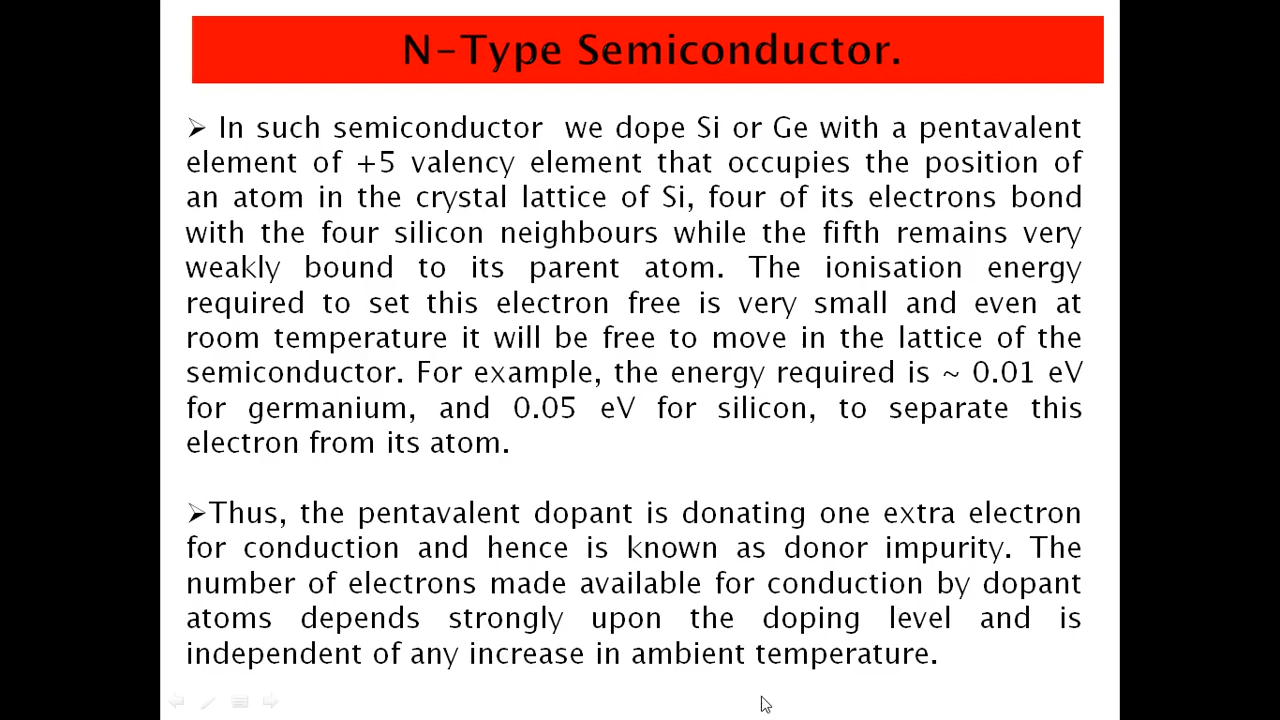 N-Type Semiconductor.
➢ In such semiconductor we dope Si or Ge with a pentavalent
element of +5 valency element that occupies the position of
an atom in the crystal lattice of Si, four of its electrons bond
with the four silicon neighbours while the fifth remains very
weakly bound to its parent atom. The ionisation energy
required to set this electron free is very small and even at
room temperature it will be free to move in the lattice of the
semiconductor. For example, the energy required is ~ 0.01 eV
for germanium, and 0.05 eV for silicon, to separate this
electron from its atom.
➢Thus, the pentavalent dopant is donating one extra electron
for conduction and hence is known as donor impurity. The
number of electrons made available for conduction by dopant
atoms depends strongly upon the doping level and is
independent of any increase in ambient temperature.